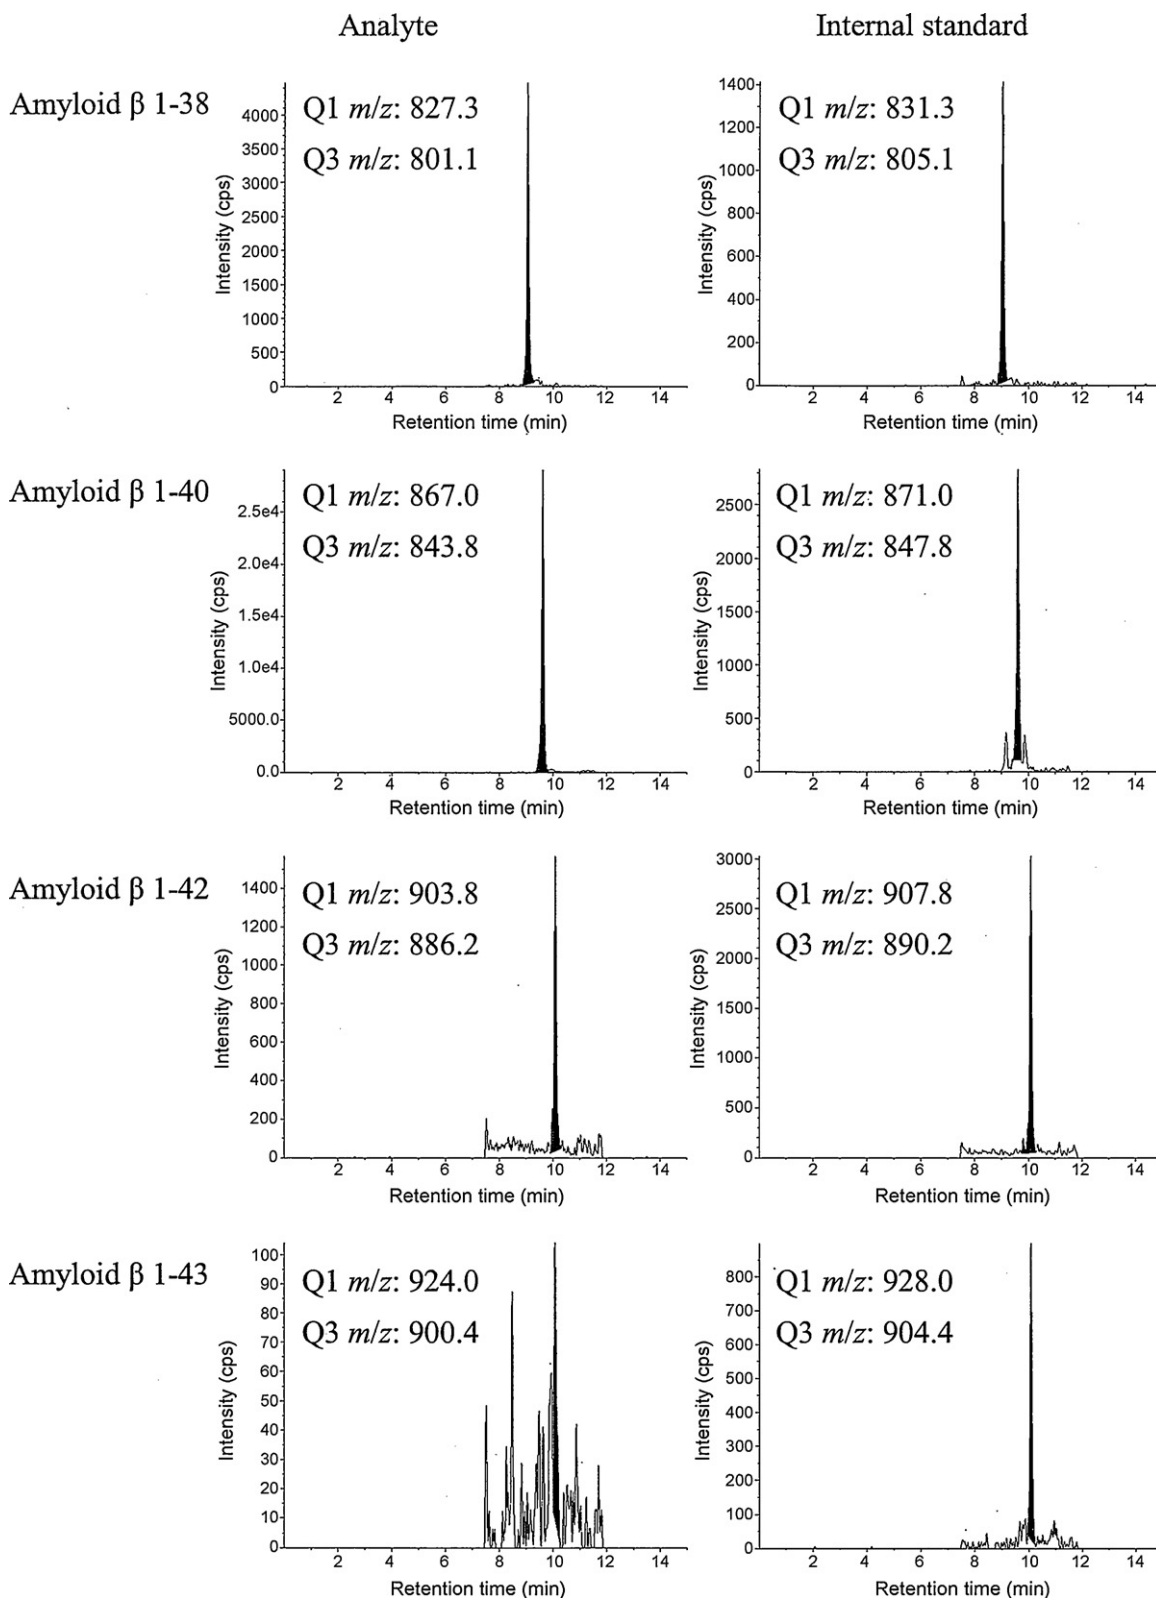 Analyte
Internal standard
Amyloid β 1-38
Q1 m/z: 827.3
Q3 m/z: 801.1
Intensity (cps)
4000
3500
3000
2500
2000
1500
1000
500
0
2 4 6 8 10 12 14
Retention time (min)
Q1 m/z: 831.3
Q3 m/z: 805.1
Intensity (cps)
1400
1200
1000
800
600
400
200
0
2 4 6 8 10 12 14
Retention time (min)
Amyloid β 1-40
Q1 m/z: 867.0
Q3 m/z: 843.8
Intensity (cps)
2.5e4
2.0e4
1.5e4
1.0e4
5000.0
0.0
2 4 6 8 10 12 14
Retention time (min)
Q1 m/z: 871.0
Q3 m/z: 847.8
Intensity (cps)
2500
2000
1500
1000
500
0
2 4 6 8 10 12 14
Retention time (min)
Amyloid β 1-42
Q1 m/z: 903.8
Q3 m/z: 886.2
Intensity (cps)
1400
1200
1000
800
600
400
200
0
2 4 6 8 10 12 14
Retention time (min)
Q1 m/z: 907.8
Q3 m/z: 890.2
Intensity (cps)
3000
2500
2000
1500
1000
500
0
2 4 6 8 10 12 14
Retention time (min)
Amyloid β 1-43
Q1 m/z: 924.0
Q3 m/z: 900.4
Intensity (cps)
100
90
80
70
60
50
40
30
20
10
0
2 4 6 8 10 12 14
Retention time (min)
Q1 m/z: 928.0
Q3 m/z: 904.4
Intensity (cps)
800
700
600
500
400
300
200
100
0
2 4 6 8 10 12 14
Retention time (min)